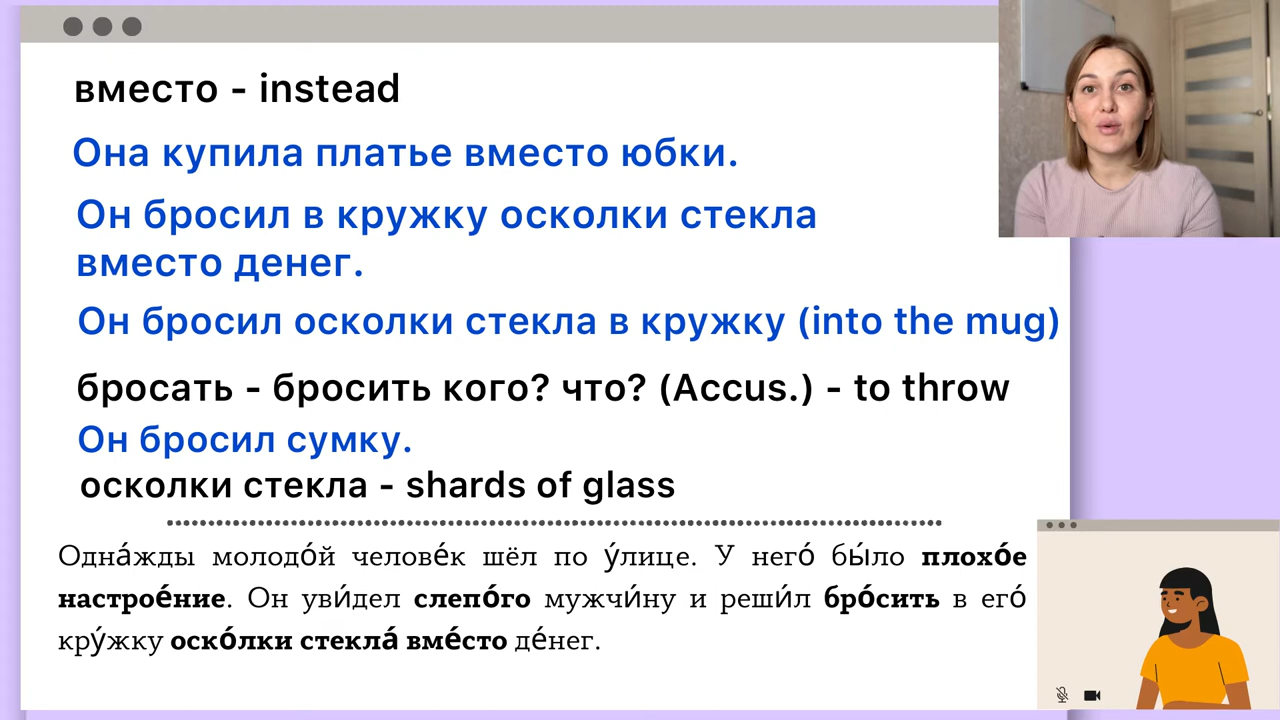 вместо - instead
Она купила платье вместо юбки.
Он бросил в кружку осколки стекла
вместо денег.
Он бросил осколки стекла в кружку (into the mug)
бросать - бросить кого? что? (Accus.) - to throw
Он бросил сумку.
осколки стекла - shards of glass
Одна́жды молодо́й челове́к шёл по у́лице. У него́ бы́ло плохо́е
настрое́ние. Он уви́дел слепо́го мужчи́ну и реши́л бро́сить в его́
кру́жку оско́лки стекла́ вме́сто де́нег.